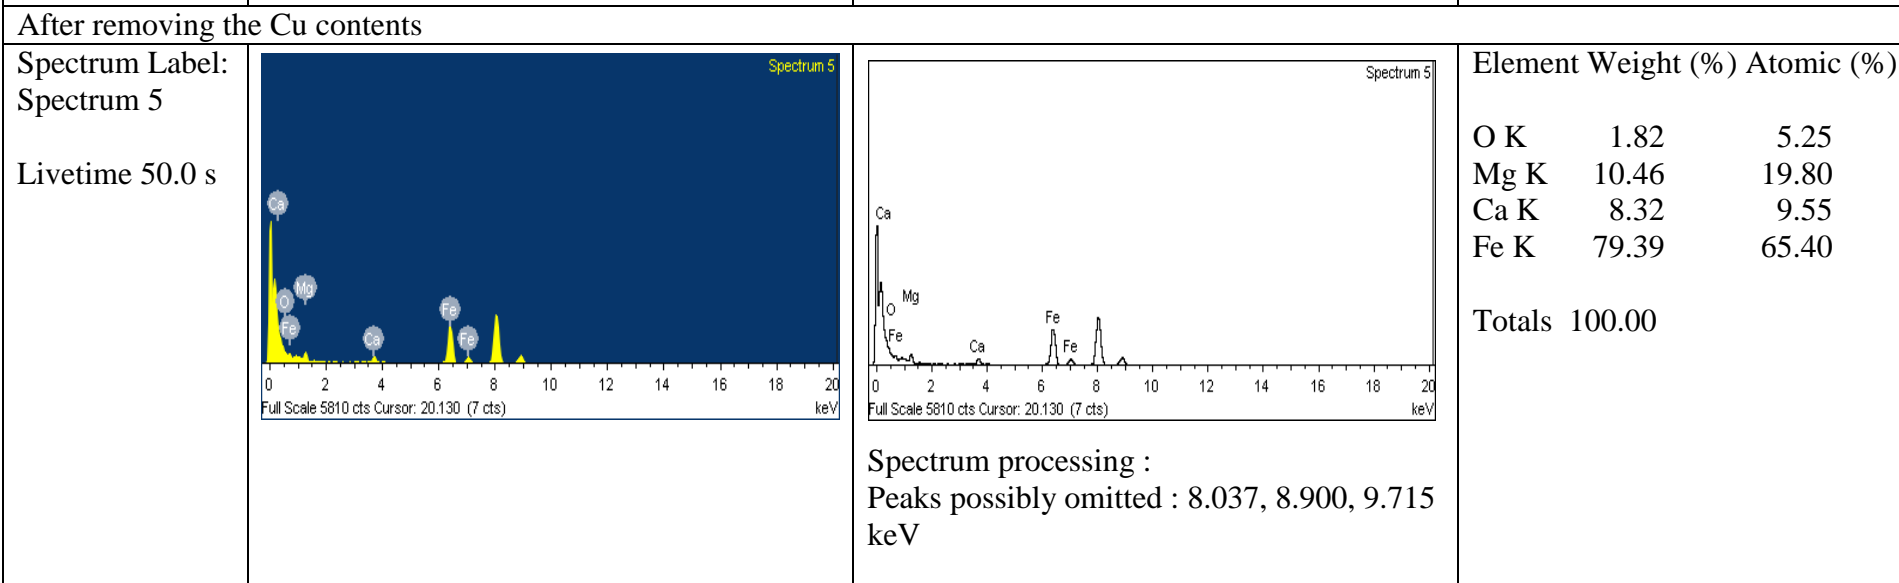 After removing the Cu contents
Spectrum Label:
Spectrum 5
Livetime 50.0 s
Spectrum 5
Ca
O
Mg
Fe
Ca
Fe
Fe
0 2 4 6 8 10 12 14 16 18 20
Full Scale 5810 cts Cursor: 20.130 (7 cts) keV
Spectrum 5
Ca
O
Mg
Fe
Ca
Fe
Fe
0 2 4 6 8 10 12 14 16 18 20
Full Scale 5810 cts Cursor: 20.130 (7 cts) keV
Spectrum processing :
Peaks possibly omitted : 8.037, 8.900, 9.715
keV
Element Weight (%) Atomic (%)
O K 1.82 5.25
Mg K 10.46 19.80
Ca K 8.32 9.55
Fe K 79.39 65.40
Totals 100.00